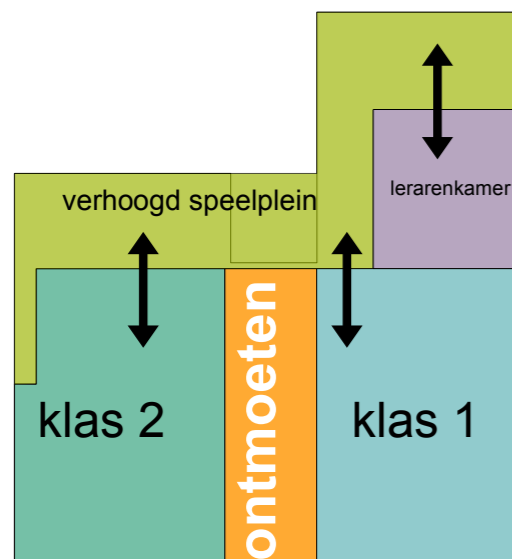 lerarenkamer
verhoogd speelplein
ontmoeten
klas 2
klas 1